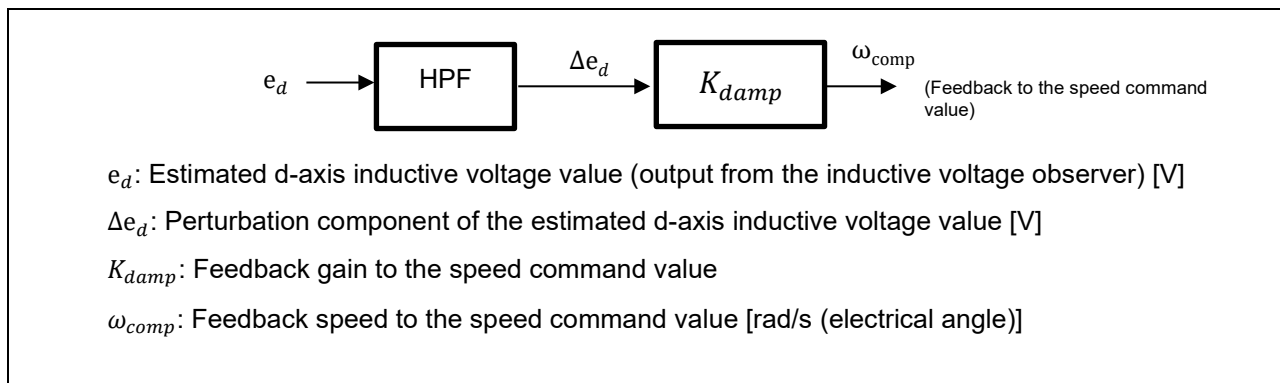 e_d
HPF
Δe_d
K_damp
ω_comp
(Feedback to the speed command
value)
e_d: Estimated d-axis inductive voltage value (output from the inductive voltage observer) [V]
Δe_d: Perturbation component of the estimated d-axis inductive voltage value [V]
K_damp: Feedback gain to the speed command value
ω_comp: Feedback speed to the speed command value [rad/s (electrical angle)]